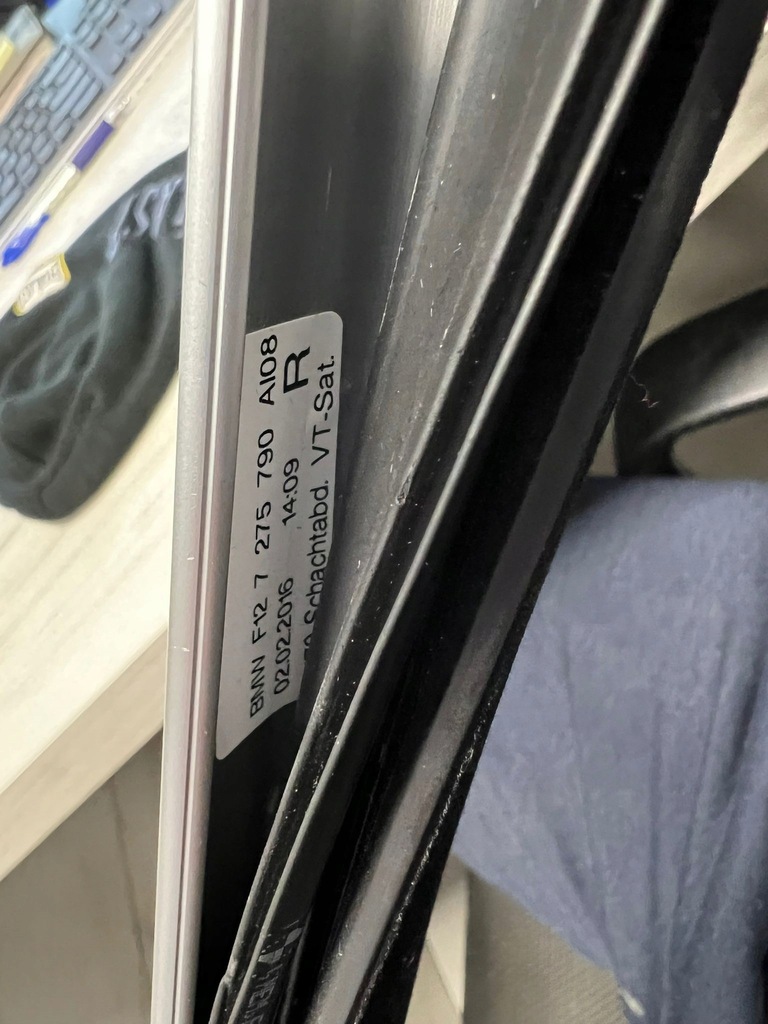 BMW F12 7 275 790 AI08
02.02.2016 14:09 R
Schachtabd. VT-Sat.